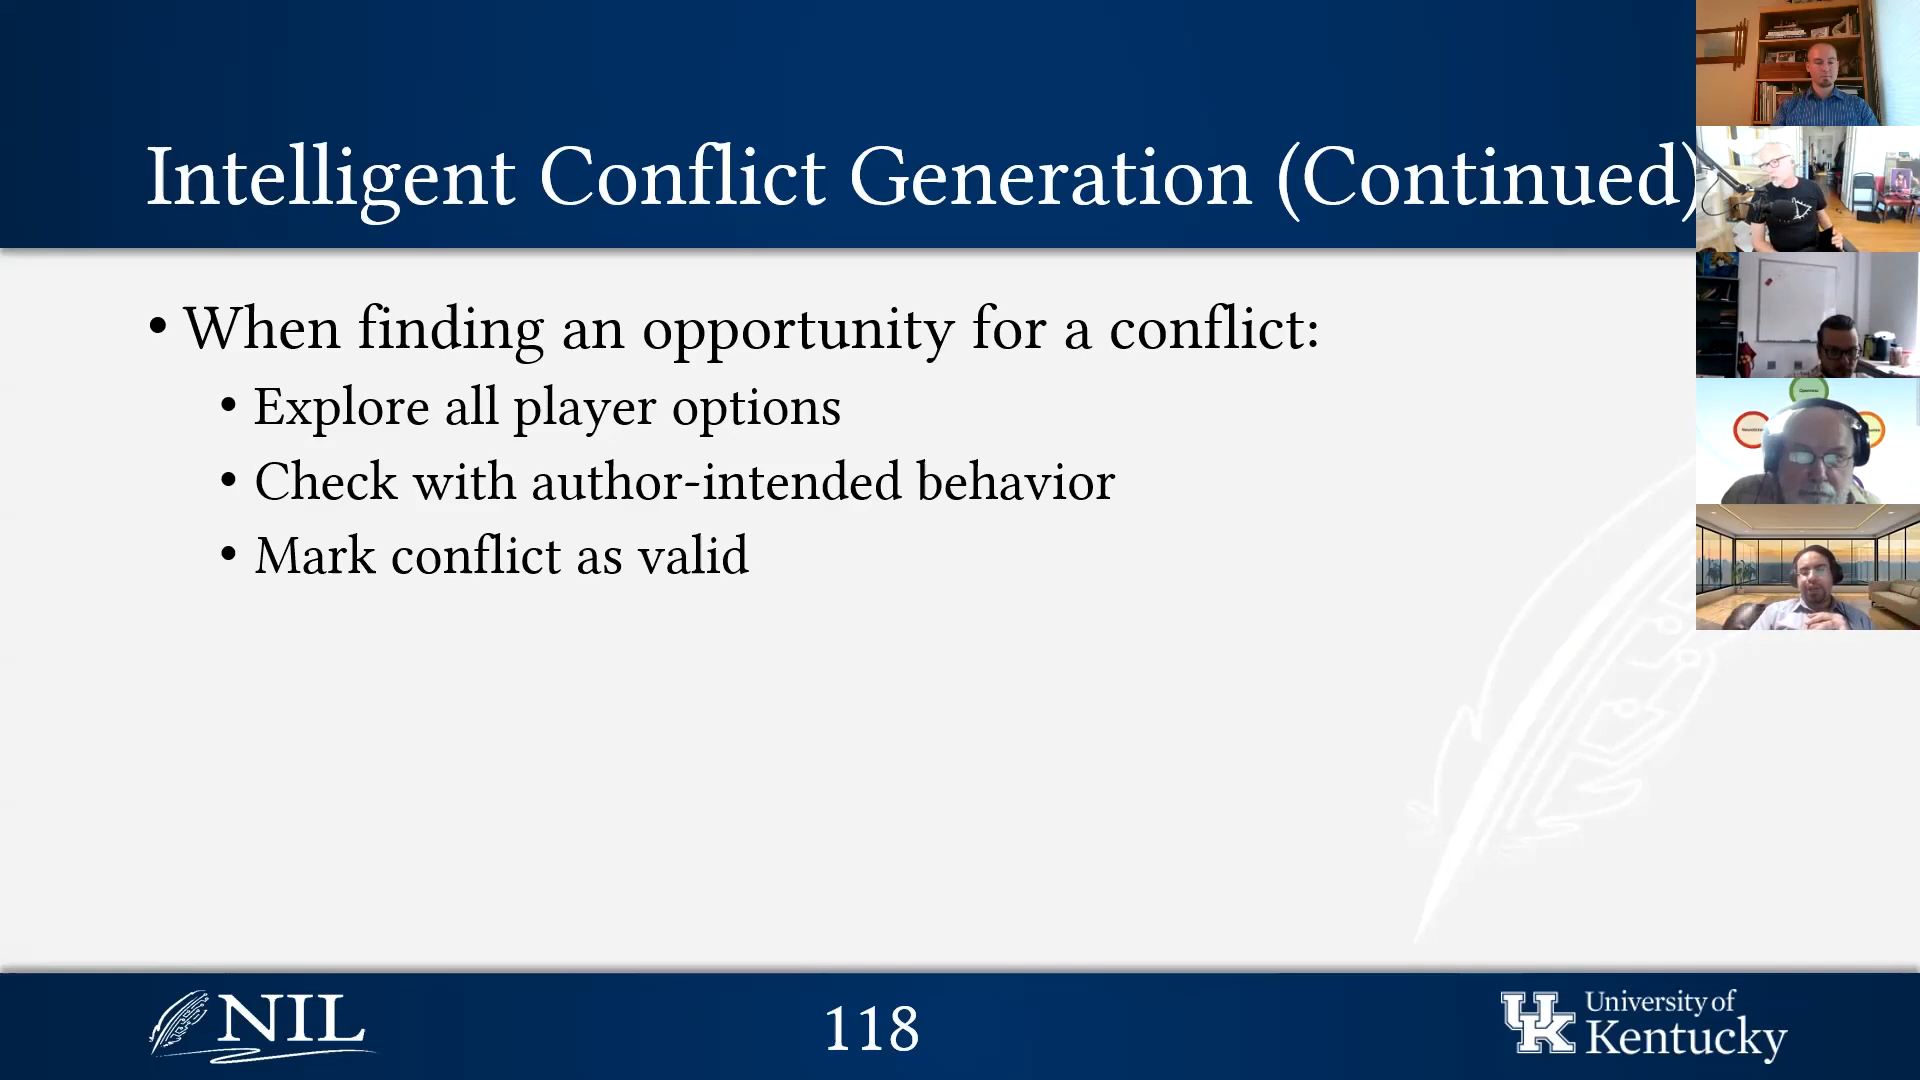 Intelligent Conflict Generation (Continued)
• When finding an opportunity for a conflict:
• Explore all player options
• Check with author-intended behavior
• Mark conflict as valid
NIL
118
UK
University of
Kentucky